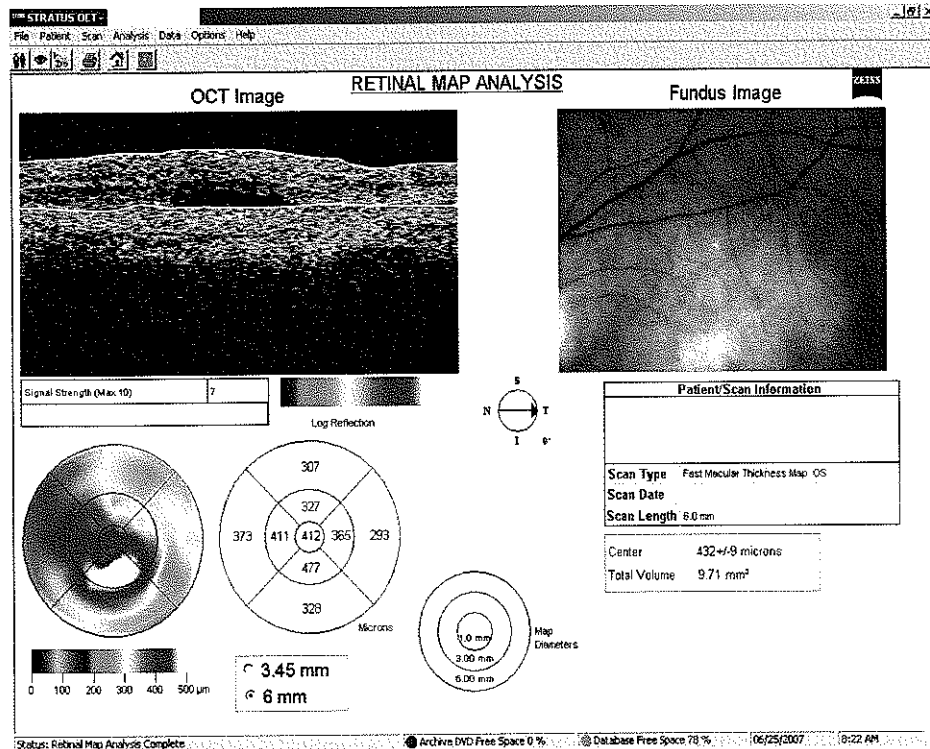 STRATUS OCT -
File Patient Scan Analysis Data Options Help
RETINAL MAP ANALYSIS
OCT Image
Fundus Image
ZEISS
Signal Strength (Max 10) 7
Log Reflection
S
N T
I 0°
Patient/Scan Information
Scan Type Fast Macular Thickness Map OS
Scan Date
Scan Length 6.0 mm
307
327
373 411 412 365 293
477
328
Microns
Center 432+/-9 microns
Total Volume 9.71 mm³
1.0 mm
3.00 mm
6.00 mm
Map
Diameters
0 100 200 300 400 500 µm
3.45 mm
6 mm
Status: Retinal Map Analysis Complete Archive DVD Free Space 0 % Database Free Space 78 % 06/25/2007 8:22 AM